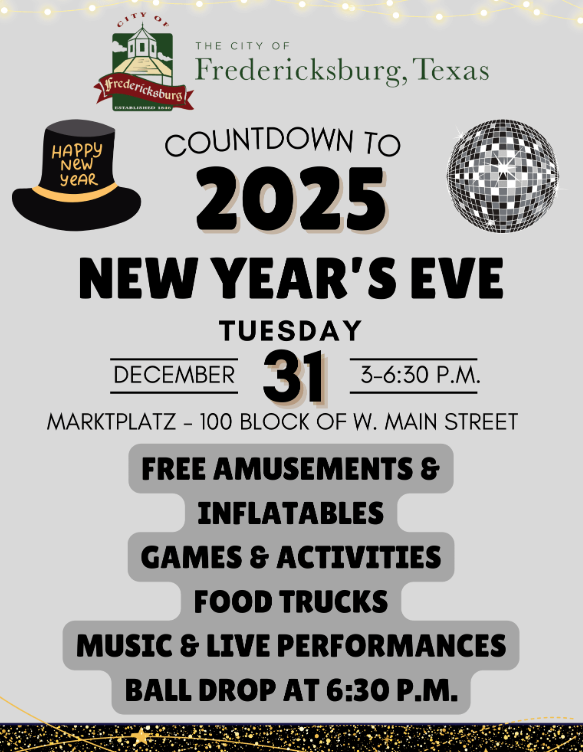 CITY OF
Fredericksburg
ESTABLISHED 1846
THE CITY OF
Fredericksburg, Texas
HAPPY
NEW
YEAR
COUNTDOWN TO
2025
NEW YEAR'S EVE
TUESDAY
DECEMBER 31 3-6:30 P.M.
MARKTPLATZ - 100 BLOCK OF W. MAIN STREET
FREE AMUSEMENTS &
INFLATABLES
GAMES & ACTIVITIES
FOOD TRUCKS
MUSIC & LIVE PERFORMANCES
BALL DROP AT 6:30 P.M.